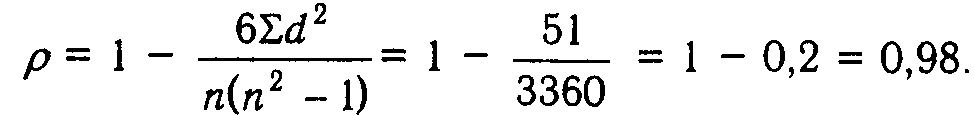 ρ = 1 − 6Σd²/n(n² − 1) = 1 − 51/3360 = 1 − 0,2 = 0,98.